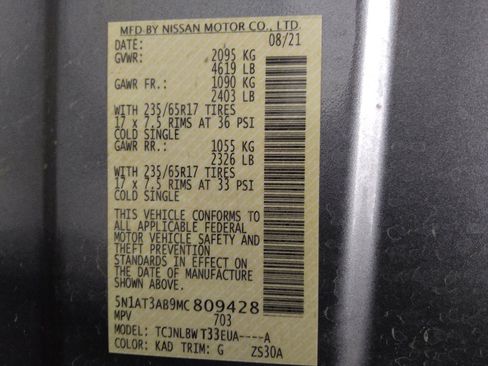 MFD BY NISSAN MOTOR CO., LTD.
DATE: 08/21
GVWR: 2095 KG
4619 LB
GAWR FR.: 1090 KG
2403 LB
WITH 235/65R17 TIRES
17 x 7.5 RIMS AT 36 PSI
COLD SINGLE
GAWR RR.: 1055 KG
2326 LB
WITH 235/65R17 TIRES
17 x 7.5 RIMS AT 33 PSI
COLD SINGLE
THIS VEHICLE CONFORMS TO
ALL APPLICABLE FEDERAL
MOTOR VEHICLE SAFETY AND
THEFT PREVENTION
STANDARDS IN EFFECT ON
THE DATE OF MANUFACTURE
SHOWN ABOVE.
5N1AT3AB9MC 809428
MPV 703
MODEL: TCJNLBW T33EUA----A
COLOR: KAD TRIM: G ZS30A